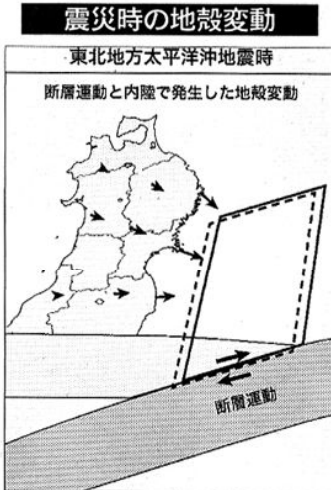 震災時の地殻変動
東北地方太平洋沖地震時
断層運動と内陸で発生した地殻変動
断層運動